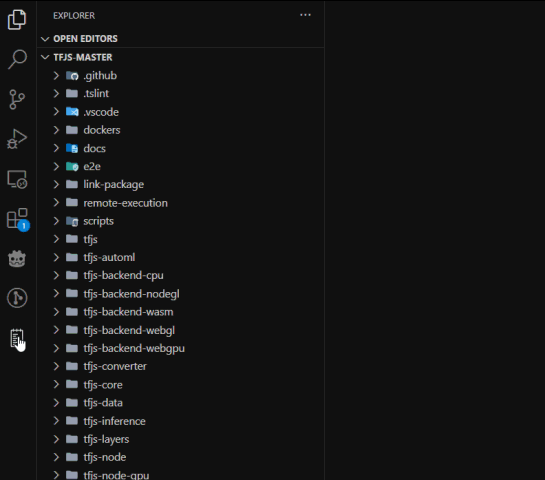 EXPLORER
OPEN EDITORS
TFJS-MASTER
.github
.tslint
.vscode
dockers
docs
e2e
link-package
remote-execution
scripts
1
tfjs
tfjs-automl
tfjs-backend-cpu
tfjs-backend-nodegl
tfjs-backend-wasm
tfjs-backend-webgl
tfjs-backend-webgpu
tfjs-converter
tfjs-core
tfjs-data
tfjs-inference
tfjs-layers
tfjs-node
tfjs-node-gpu